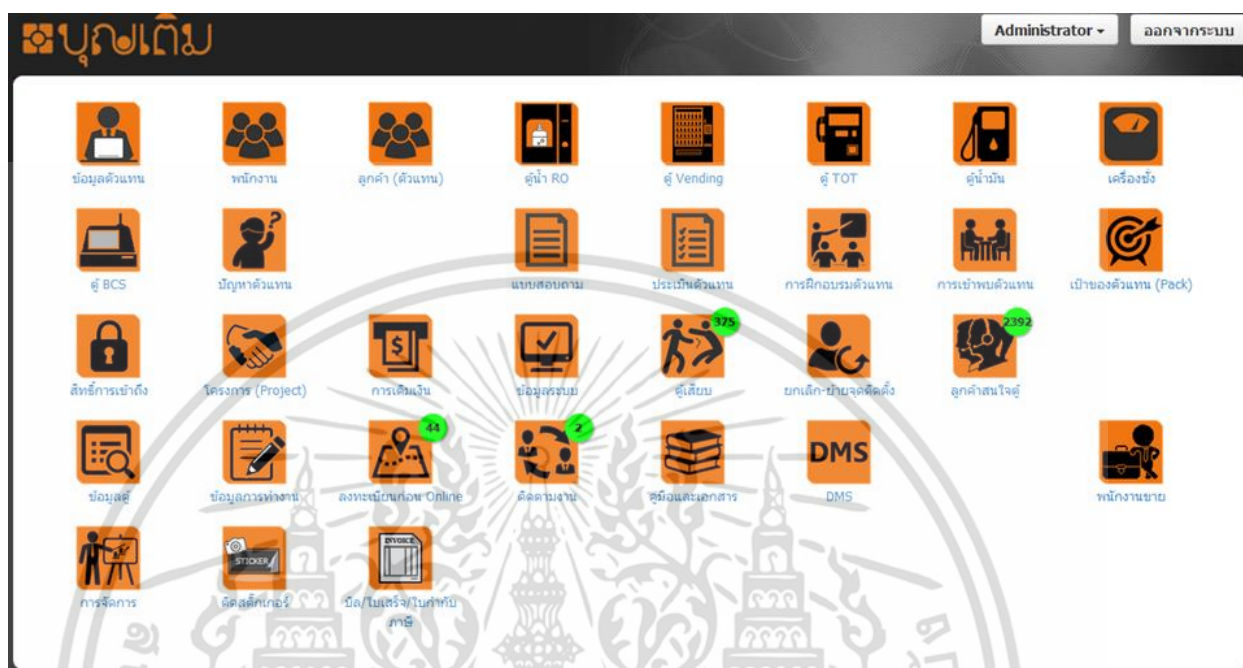 บุญเติม
Administrator
ออกจากระบบ
ข้อมูลตัวแทน
พนักงาน
ลูกค้า (ตัวแทน)
ตู้น้ำ RO
ตู้ Vending
ตู้ TOT
ตู้น้ำมัน
เครื่องชั่ง
ตู้ BCS
ปัญหาตัวแทน
แบบสอบถาม
ประเมินตัวแทน
การฝึกอบรมตัวแทน
การเข้าพบตัวแทน
เป้าของตัวแทน (Pack)
สิทธิ์การเข้าถึง
โครงการ (Project)
$
การเติมเงิน
ข้อมูลระบบ
375
ตู้เสียบ
ยกเลิก-ย้ายจุดติดตั้ง
2392
ลูกค้าสนใจตู้
ข้อมูลตู้
ข้อมูลการทำงาน
44
ลงทะเบียนก่อน Online
2
ติดตามงาน
คู่มือและเอกสาร
DMS
DMS
พนักงานขาย
การจัดการ
STICKER
ติดสติ๊กเกอร์
INVOICE
บิล/ใบเสร็จ/ใบกำกับ
ภาษี